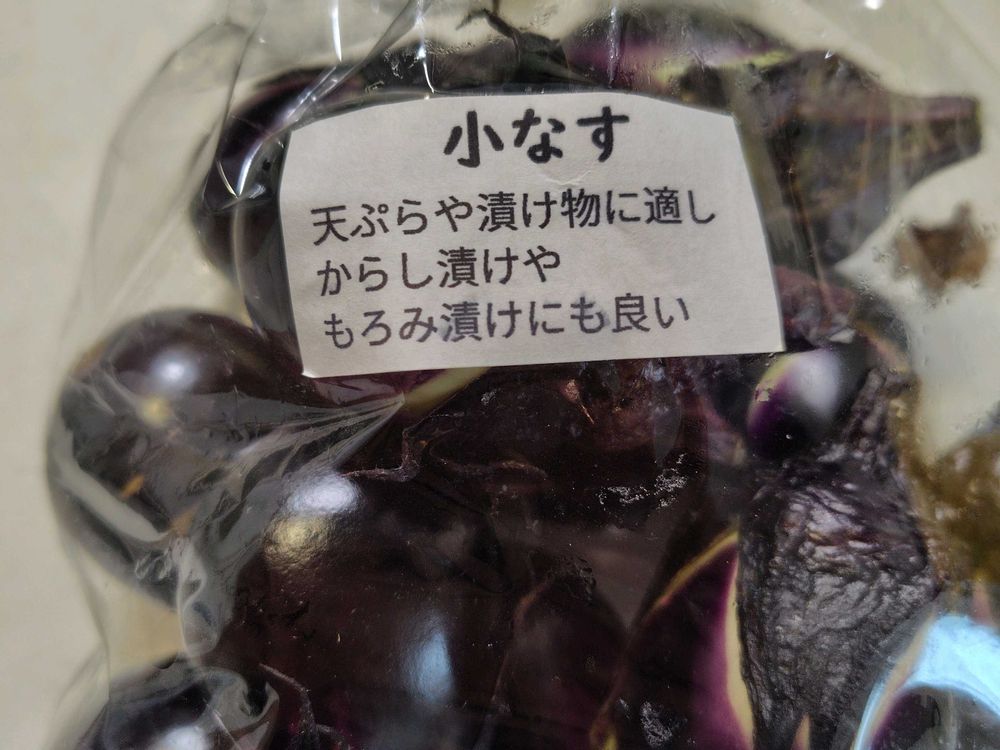 小なす
天ぷらや漬け物に適し
からし漬けや
もろみ漬けにも良い